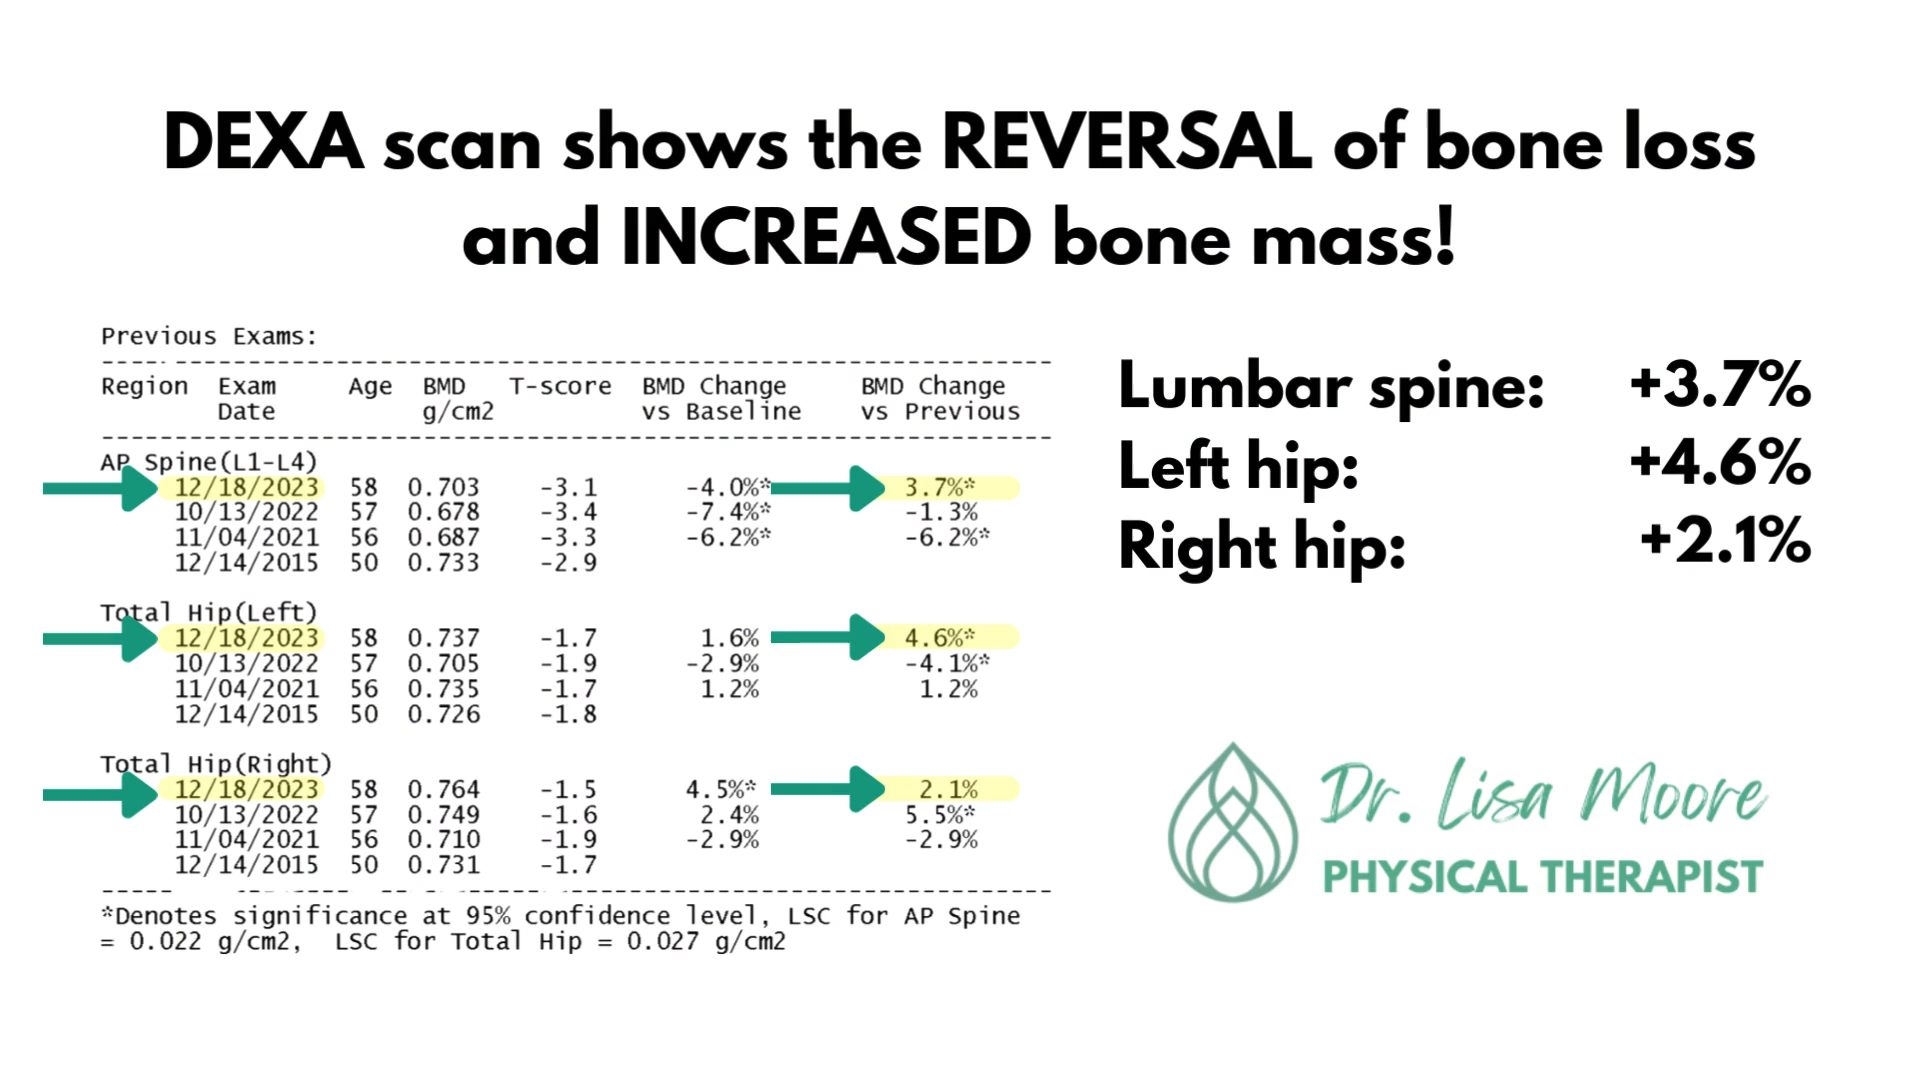 DEXA scan shows the REVERSAL of bone loss
and INCREASED bone mass!
Previous Exams:
Region Exam Age BMD T-score BMD Change BMD Change
Date g/cm2 vs Baseline vs Previous
AP Spine(L1-L4)
12/18/2023 58 0.703 -3.1 -4.0%* 3.7%*
10/13/2022 57 0.678 -3.4 -7.4%* -1.3%
11/04/2021 56 0.687 -3.3 -6.2%* -6.2%*
12/14/2015 50 0.733 -2.9
Total Hip(Left)
12/18/2023 58 0.737 -1.7 1.6% 4.6%*
10/13/2022 57 0.705 -1.9 -2.9% -4.1%*
11/04/2021 56 0.735 -1.7 1.2% 1.2%
12/14/2015 50 0.726 -1.8
Total Hip(Right)
12/18/2023 58 0.764 -1.5 4.5%* 2.1%
10/13/2022 57 0.749 -1.6 2.4% 5.5%*
11/04/2021 56 0.710 -1.9 -2.9% -2.9%
12/14/2015 50 0.731 -1.7
*Denotes significance at 95% confidence level, LSC for AP Spine
= 0.022 g/cm2, LSC for Total Hip = 0.027 g/cm2
Lumbar spine: +3.7%
Left hip: +4.6%
Right hip: +2.1%
Dr. Lisa Moore
PHYSICAL THERAPIST